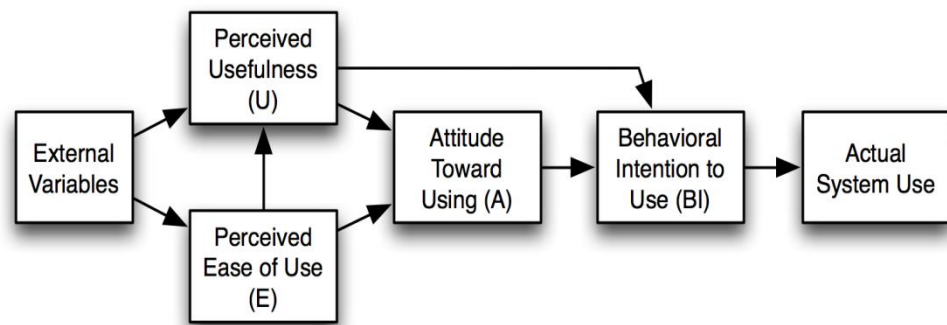 External
Variables
Perceived
Usefulness
(U)
Perceived
Ease of Use
(E)
Attitude
Toward
Using (A)
Behavioral
Intention to
Use (BI)
Actual
System Use